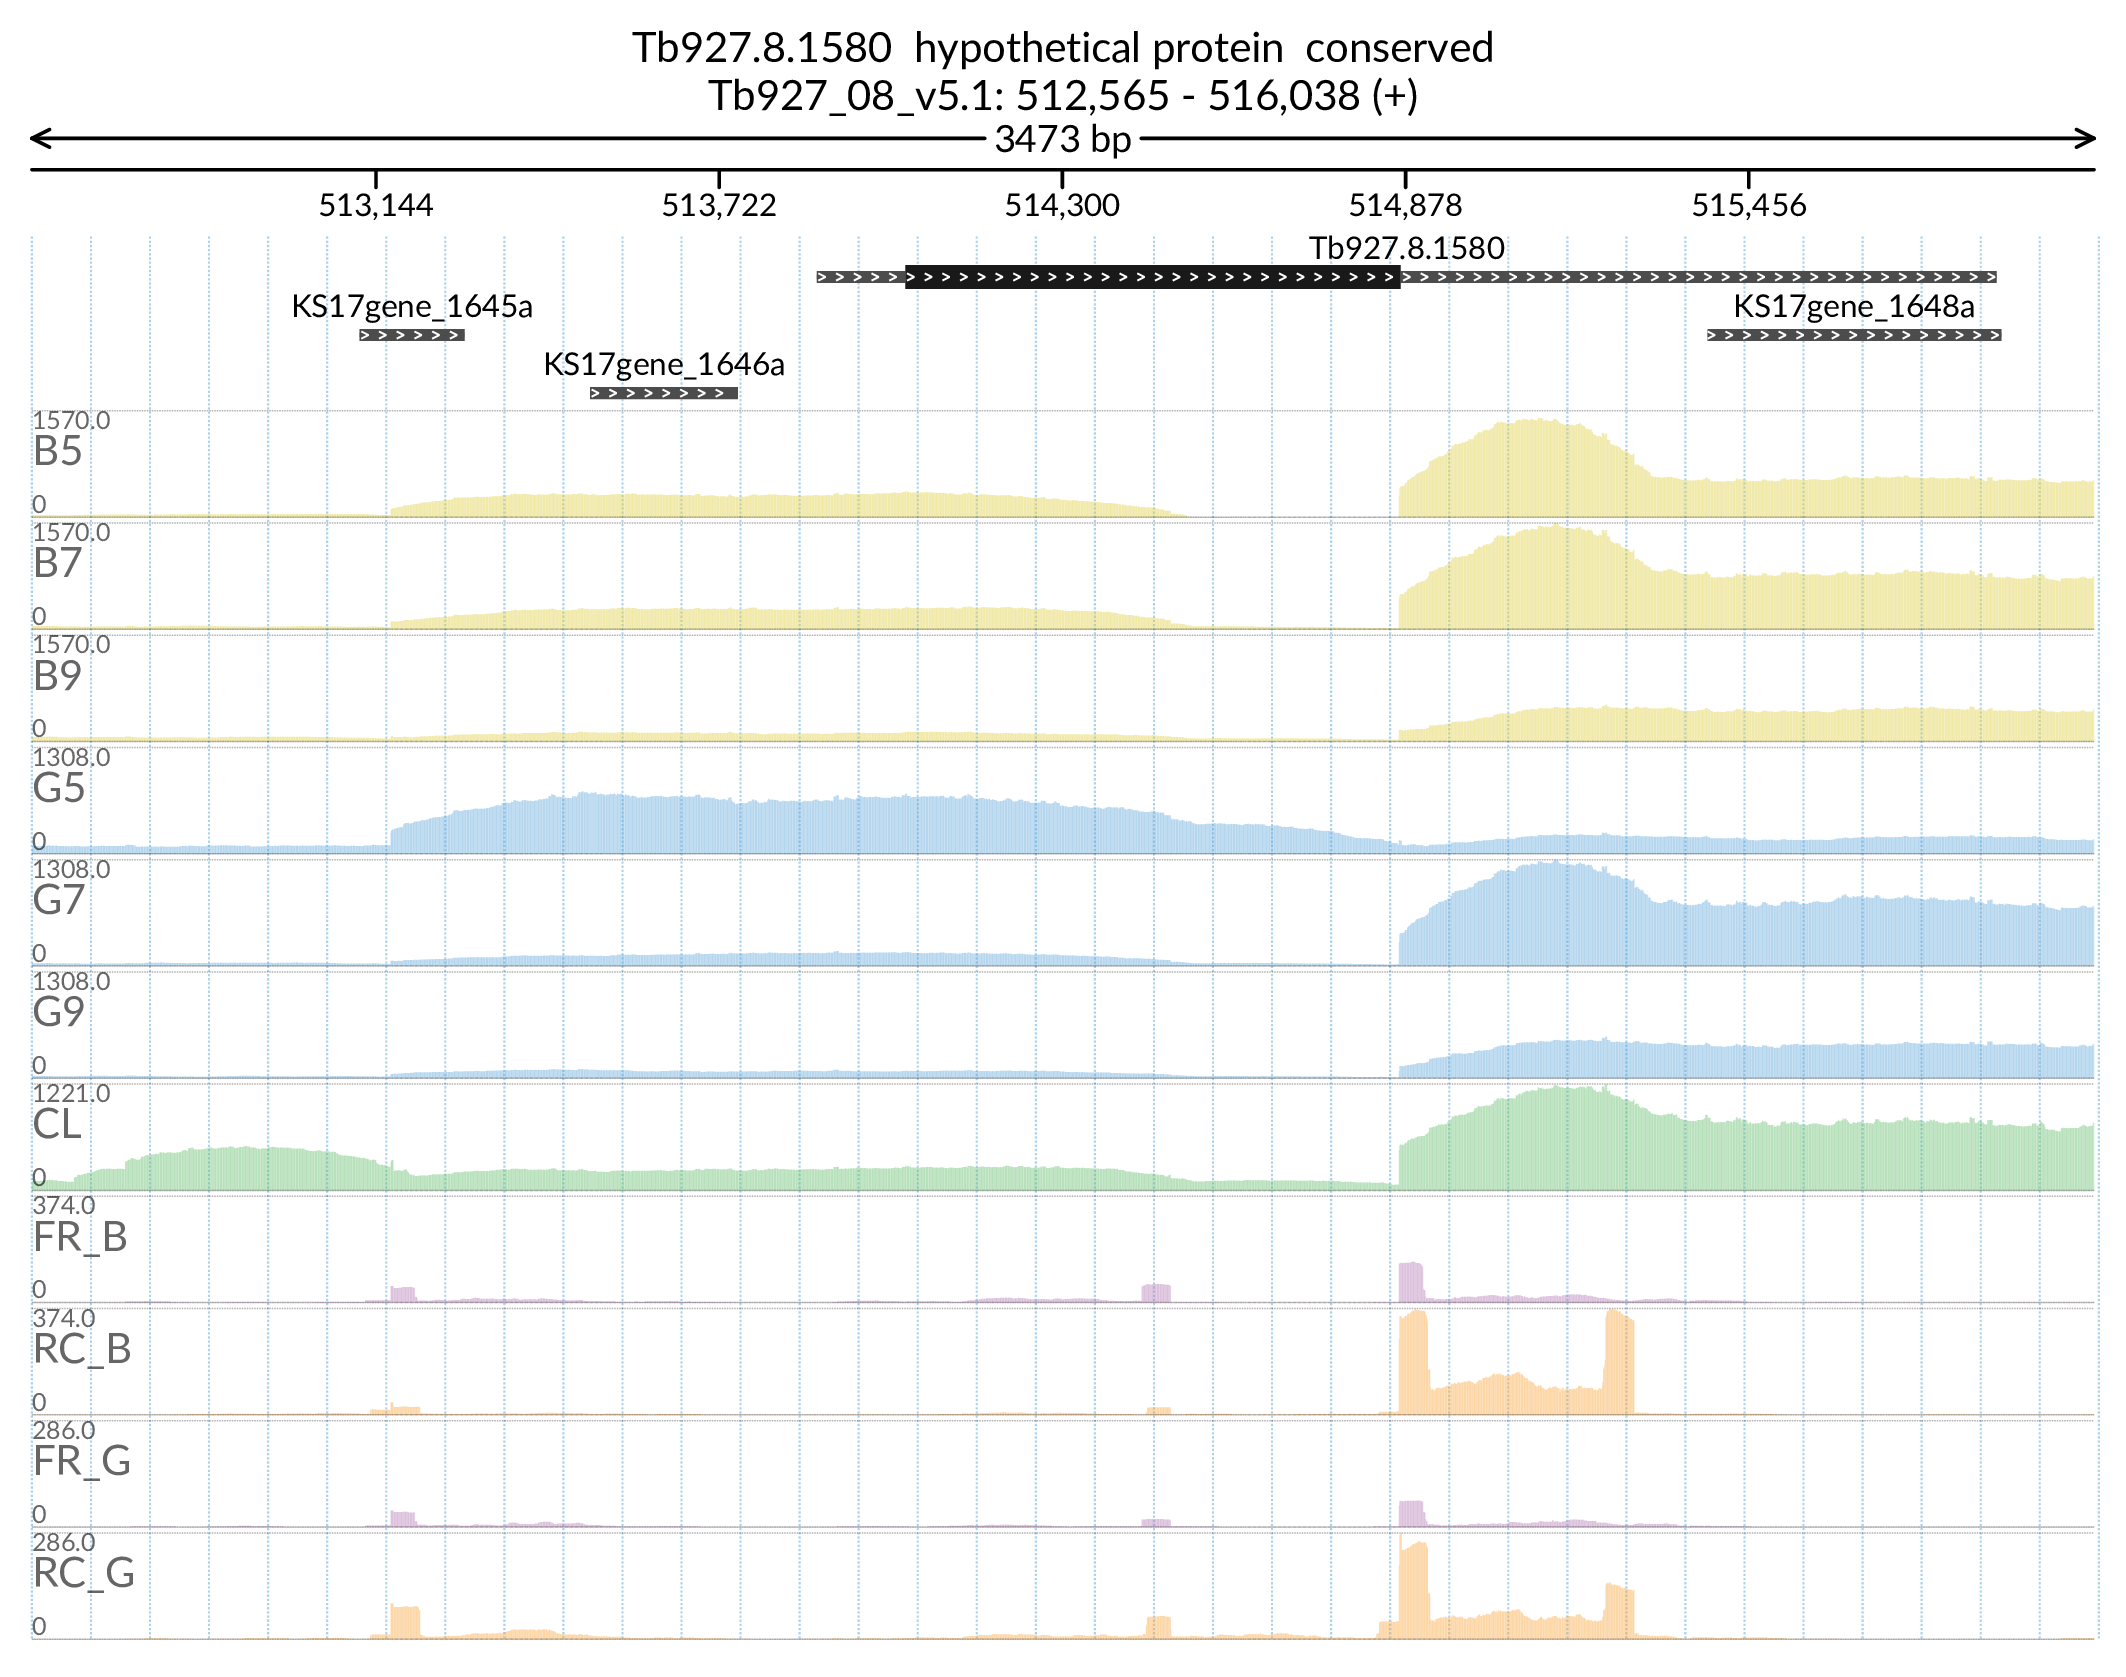 Tb927.8.1580  hypothetical protein  conserved
Tb927_08_v5.1: 512,565 - 516,038 (+)
3473 bp
513,144 513,722 514,300 514,878 515,456
Tb927.8.1580
KS17gene_1645a KS17gene_1648a
KS17gene_1646a
1570.0
B5
0
1570.0
B7
0
1570.0
B9
0
1308.0
G5
0
1308.0
G7
0
1308.0
G9
0
1221.0
CL
0
374.0
FR_B
0
374.0
RC_B
0
286.0
FR_G
0
286.0
RC_G
0